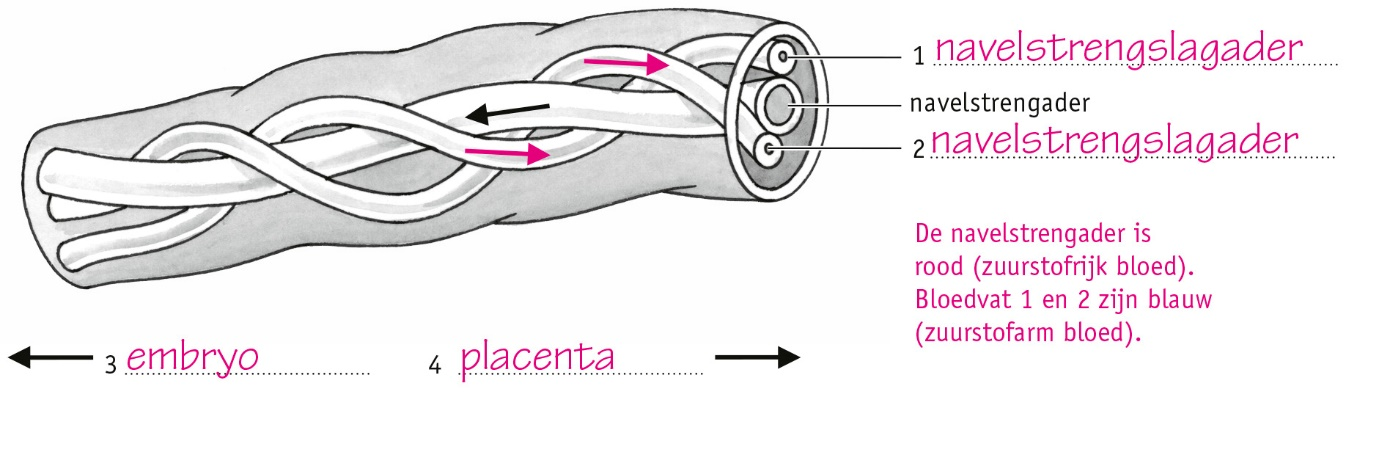 1 navelstrengslagader
navelstrengader
2 navelstrengslagader
De navelstrengader is
rood (zuurstofrijk bloed).
Bloedvat 1 en 2 zijn blauw
(zuurstofarm bloed).
3 embryo 4 placenta